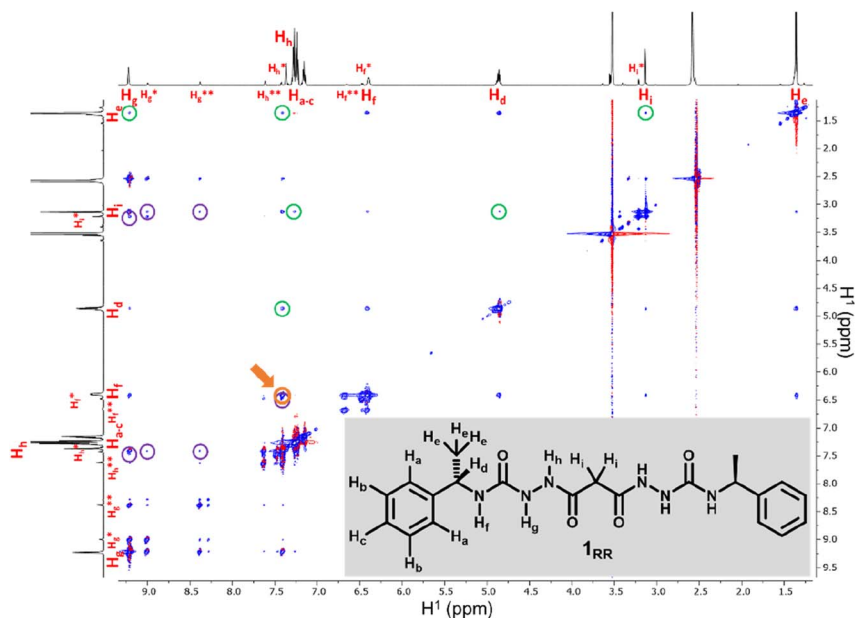 Hh
Hh* Hf* Hi*
Hg Hg* Hg** Hh** Ha-c Hf** Hf Hd Hi He
He
Hi
Hi*
Hd
Hf
Hf*
Hf**
Ha-c
Hh
Hh*
Hh**
Hg**
Hg*
Hg
1.5
2.0
2.5
3.0
3.5
4.0
4.5
5.0
5.5
6.0
6.5
7.0
7.5
8.0
8.5
9.0
9.5
H¹ (ppm)
He
He He
Ha Hd O Hh Hi Hi O
Hb N N N H N H N
Hc N H N H N
Hf Hg O O H H
Ha
Hb
1RR
9.0 8.5 8.0 7.5 7.0 6.5 6.0 5.5 5.0 4.5 4.0 3.5 3.0 2.5 2.0 1.5
H¹ (ppm)